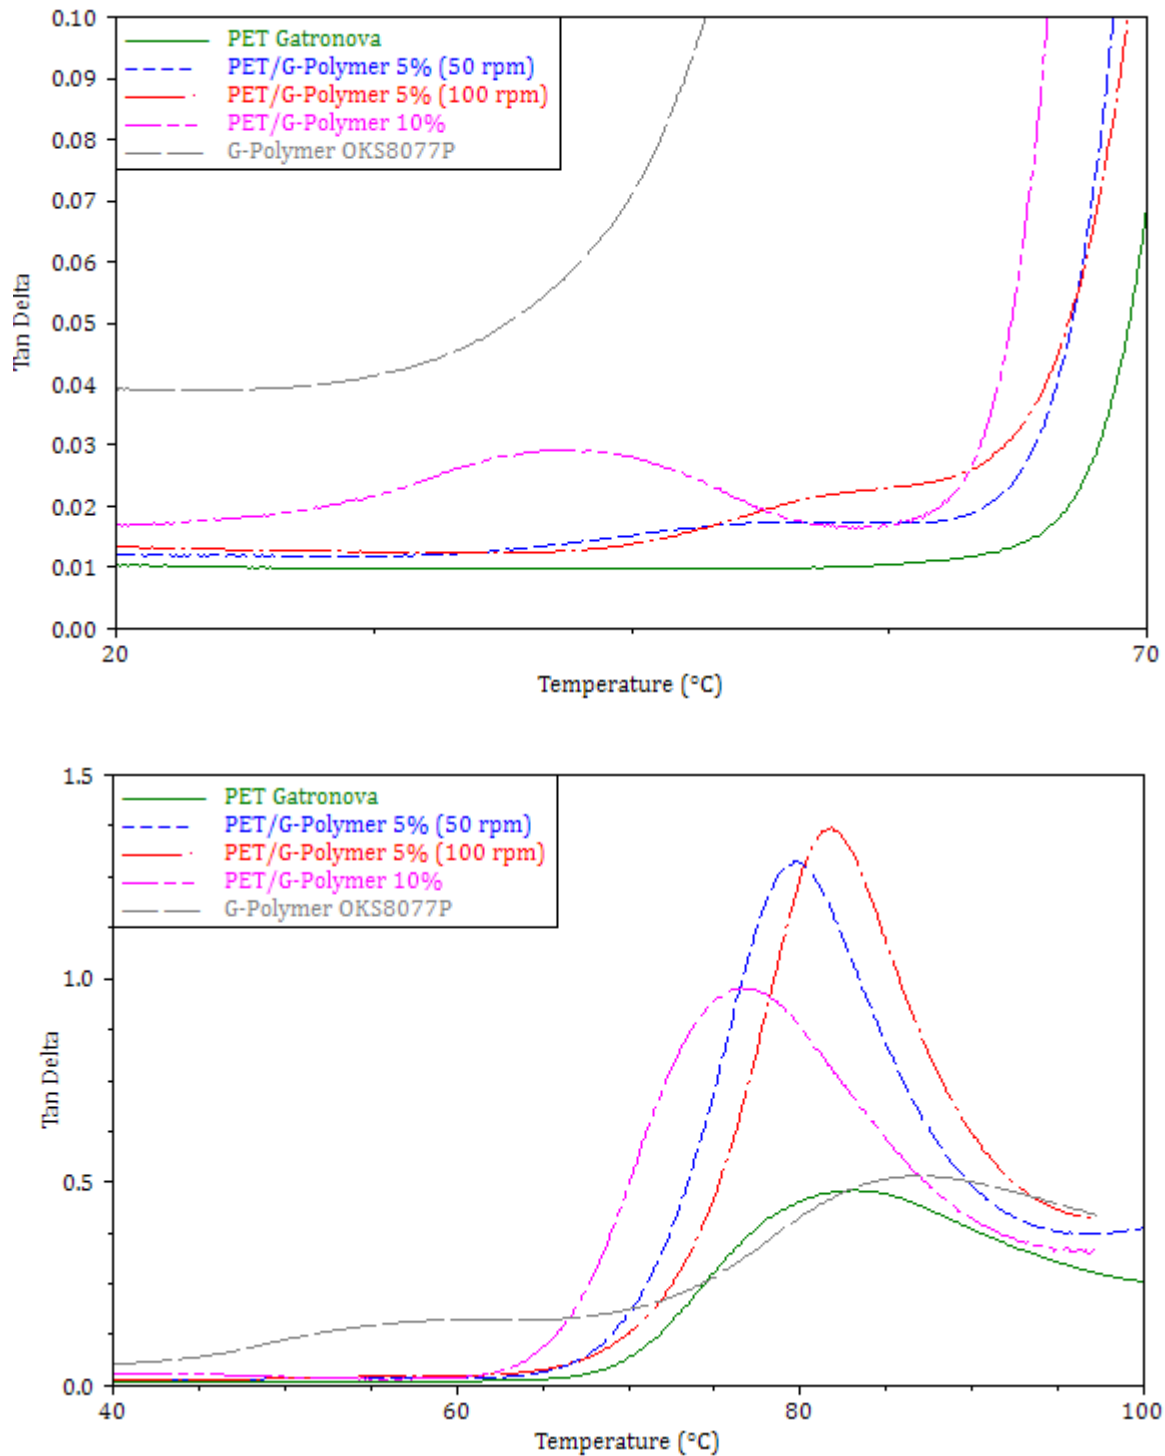 0.10
PET Gatronova
PET/G-Polymer 5% (50 rpm)
PET/G-Polymer 5% (100 rpm)
PET/G-Polymer 10%
G-Polymer OKS8077P
0.09
0.08
0.07
0.06
0.05
0.04
0.03
0.02
0.01
0.00
Tan Delta
20
70
Temperature (°C)
1.5
PET Gatronova
PET/G-Polymer 5% (50 rpm)
PET/G-Polymer 5% (100 rpm)
PET/G-Polymer 10%
G-Polymer OKS8077P
1.0
0.5
0.0
Tan Delta
40
60
80
100
Temperature (°C)